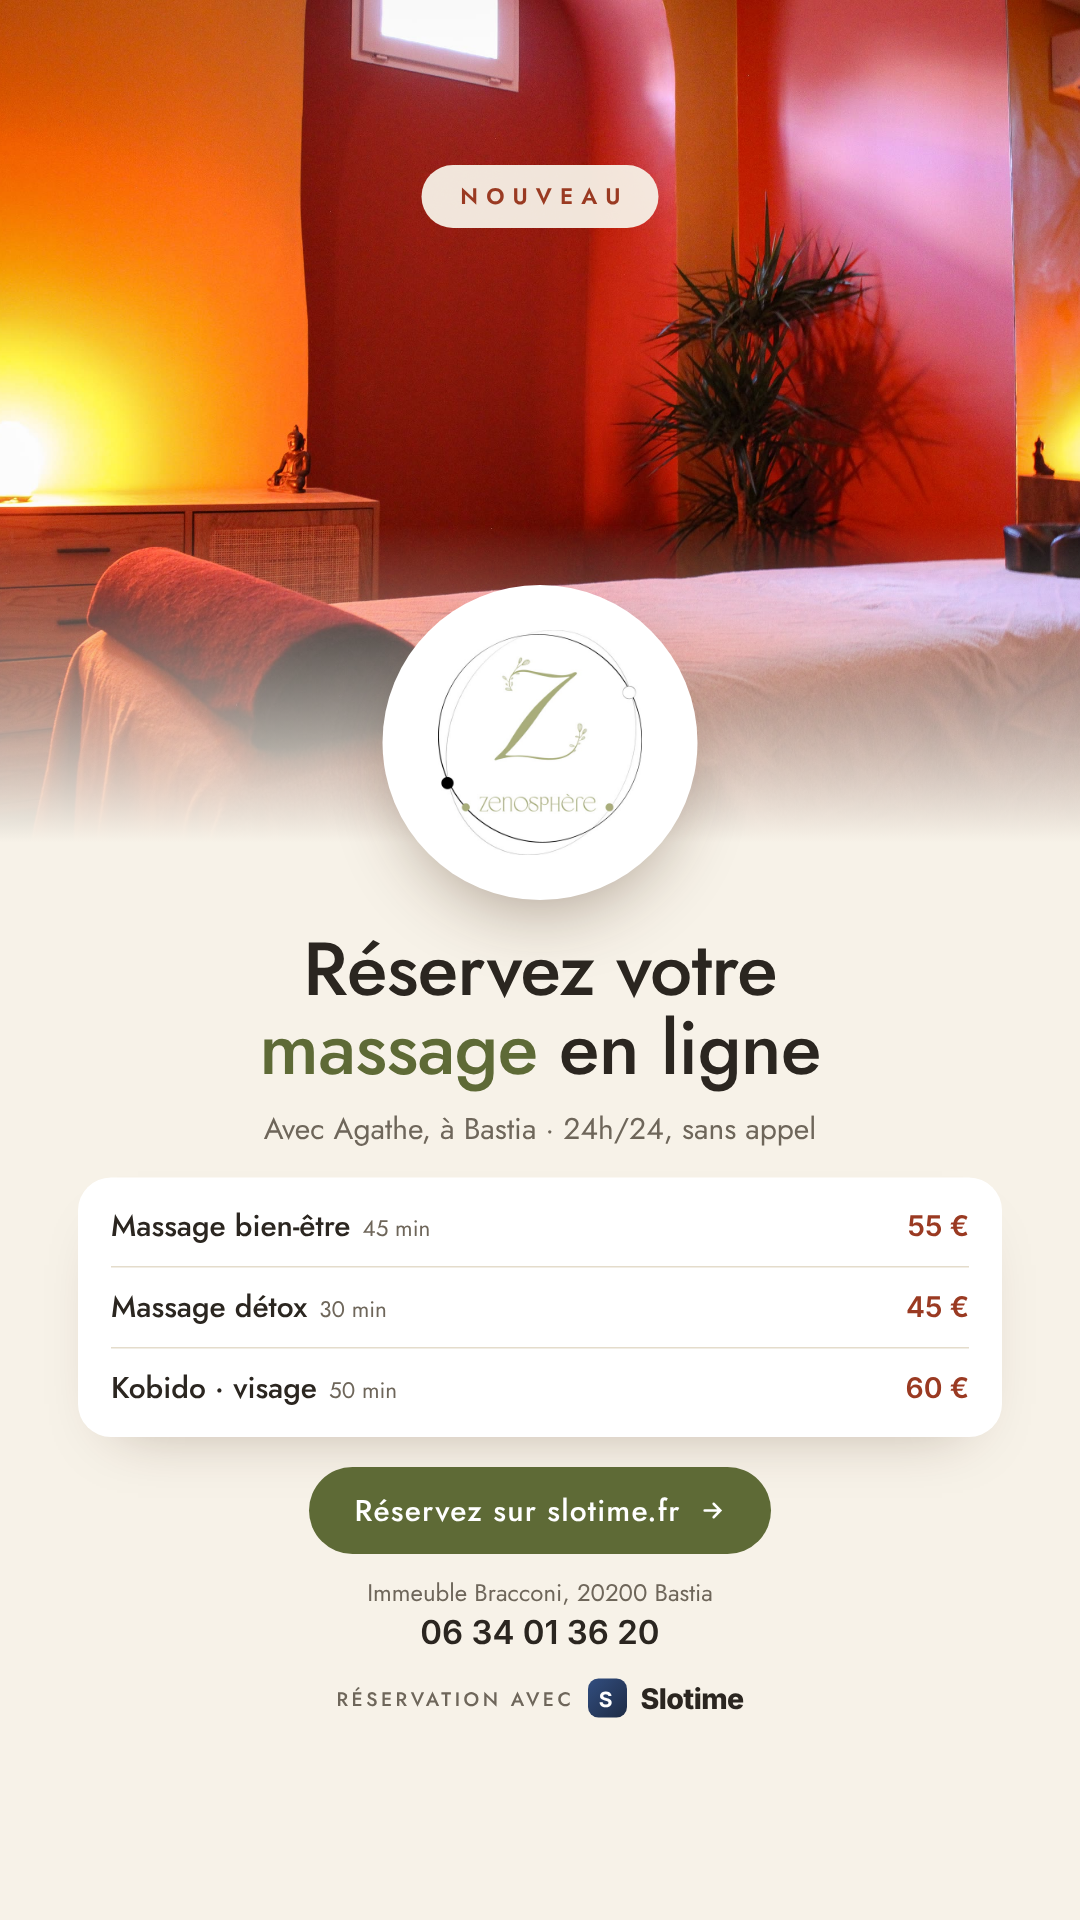 NOUVEAU
Z
ZENOSPHÈRE
Réservez votre
massage en ligne
Avec Agathe, à Bastia · 24h/24, sans appel
Massage bien-être 45 min 55 €
Massage détox 30 min 45 €
Kobido · visage 50 min 60 €
Réservez sur slotime.fr →
Immeuble Bracconi, 20200 Bastia
06 34 01 36 20
RÉSERVATION AVEC S Slotime